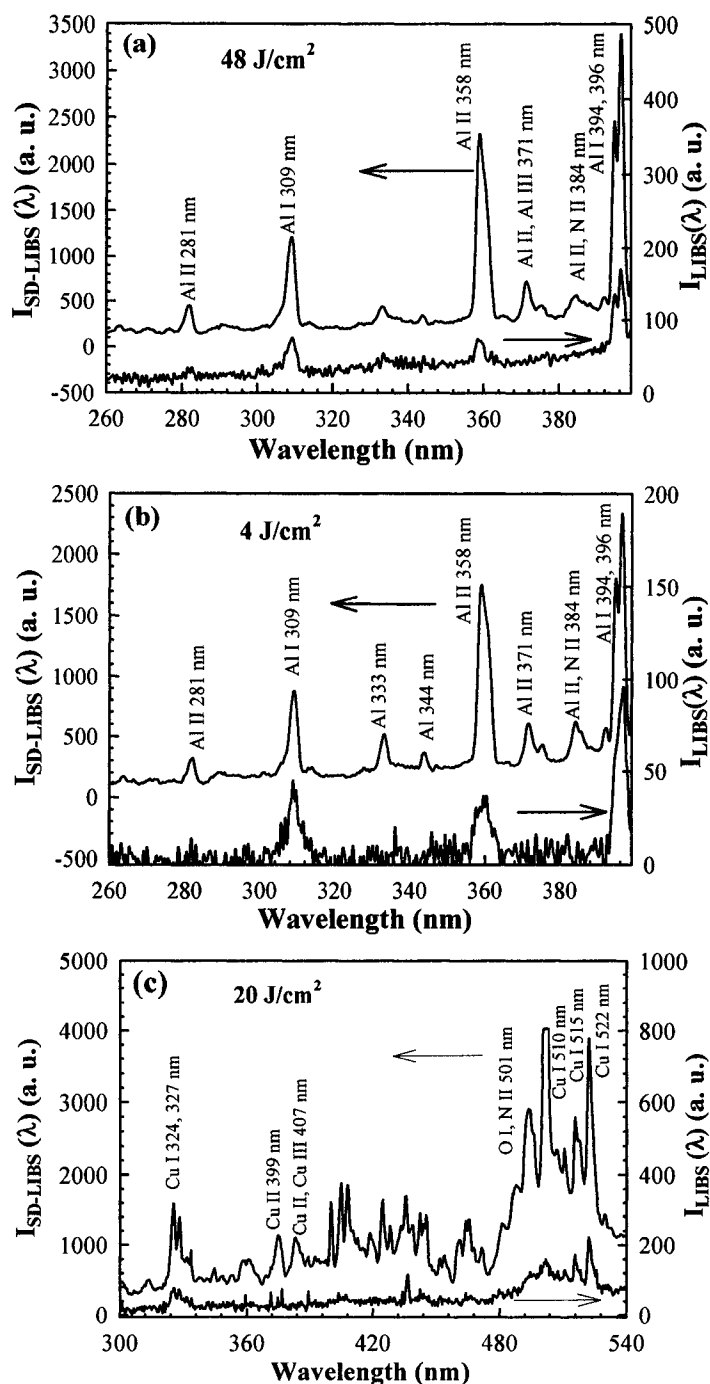 (a)
48 J/cm²
I_SD-LIBS (λ) (a. u.)
3500
3000
2500
2000
1500
1000
500
0
-500
Al II 281 nm
Al I 309 nm
Al II 358 nm
Al II, Al III 371 nm
Al II, N II 384 nm
Al I 394, 396 nm
500
400
300
200
100
0
I_LIBS(λ) (a. u.)
260 280 300 320 340 360 380
Wavelength (nm)
(b)
4 J/cm²
I_SD-LIBS (λ) (a. u.)
2500
2000
1500
1000
500
0
-500
Al II 281 nm
Al I 309 nm
Al 333 nm
Al 344 nm
Al II 358 nm
Al II 371 nm
Al II, N II 384 nm
Al I 394, 396 nm
200
150
100
50
0
I_LIBS(λ) (a. u.)
260 280 300 320 340 360 380
Wavelength (nm)
(c)
20 J/cm²
I_SD-LIBS (λ) (a. u.)
5000
4000
3000
2000
1000
0
Cu I 324, 327 nm
Cu II 399 nm
Cu II, Cu III 407 nm
O I, N II 501 nm
Cu I 510 nm
Cu I 515 nm
Cu I 522 nm
1000
800
600
400
200
0
I_LIBS (λ) (a. u.)
300 360 420 480 540
Wavelength (nm)